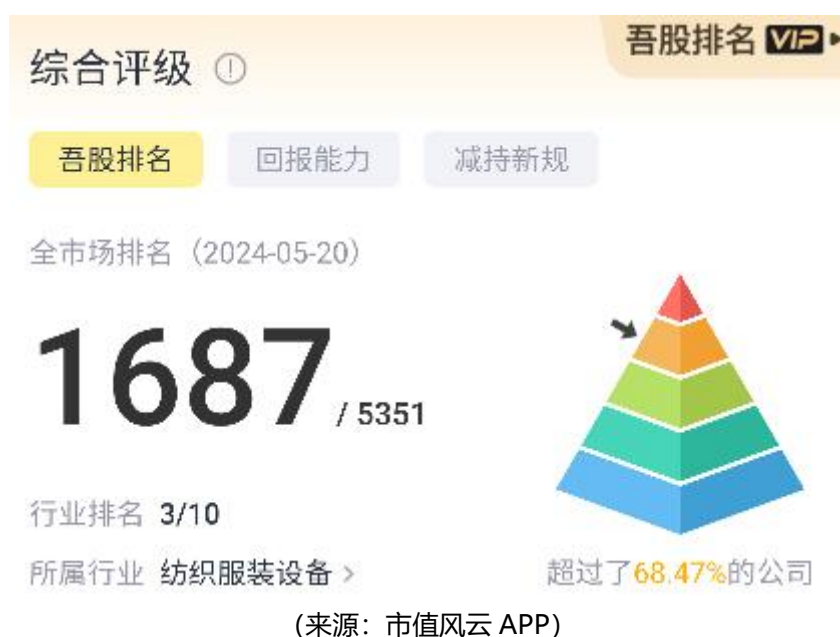 吾股排名 VIP
综合评级
吾股排名 回报能力 减持新规
全市场排名（2024-05-20）
1687 / 5351
行业排名 3/10
所属行业 纺织服装设备 >
超过了68.47%的公司
（来源：市值风云 APP）